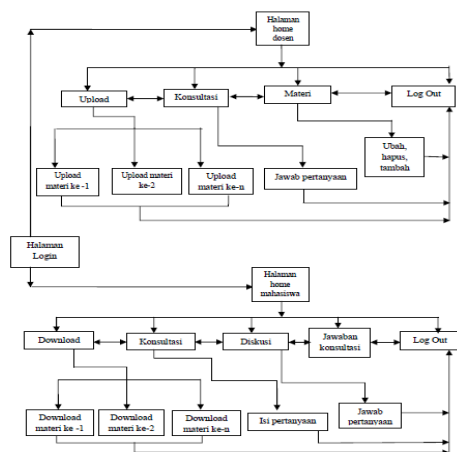 Halaman
home
dosen
Upload
Konsultasi
Materi
Log Out
Ubah,
hapus,
tambah
Upload
materi ke -1
Upload materi
ke-2
Upload
materi ke-n
Jawab pertanyaan
Halaman
Login
Halaman
home
mahasiswa
Download
Konsultasi
Diskusi
Jawaban
konsultasi
Log Out
Download
materi ke -1
Download
materi ke-2
Download
materi ke-n
Isi pertanyaan
Jawab
pertanyaan